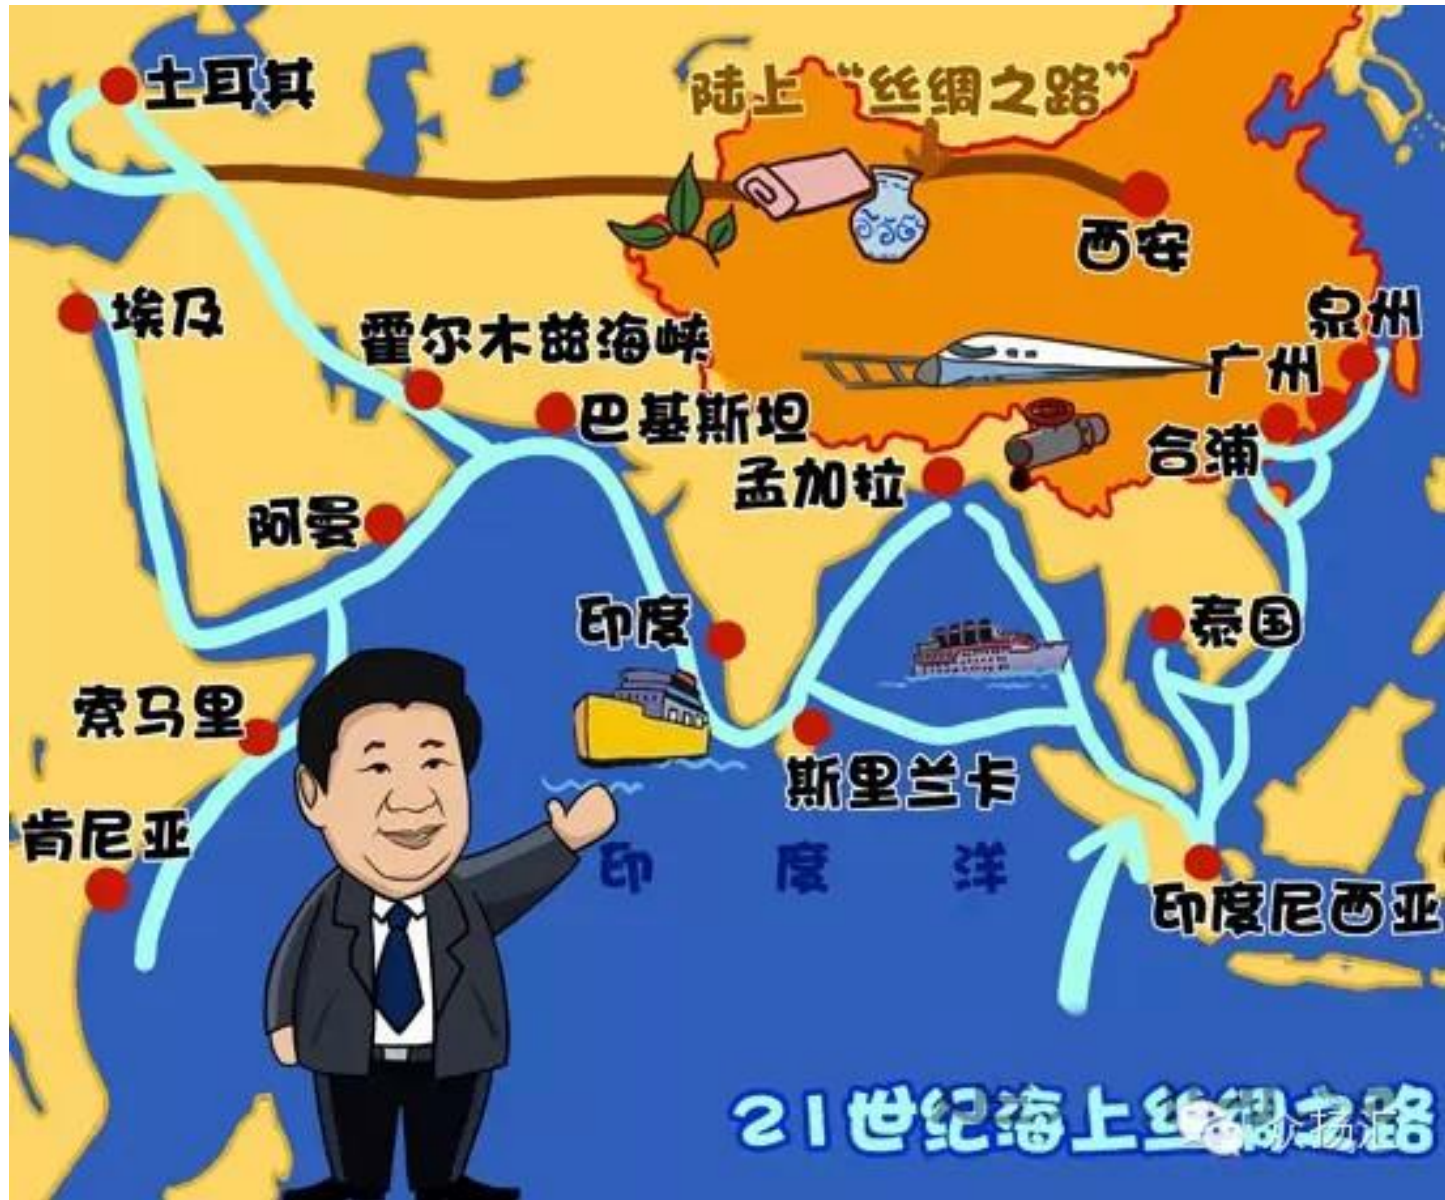 土耳其
陆上“丝绸之路”
西安
埃及
霍尔木兹海峡
泉州
广州
巴基斯坦
合浦
孟加拉
阿曼
印度
泰国
索马里
斯里兰卡
肯尼亚
印度洋
印度尼西亚
21世纪海上丝绸之路
众扬汇